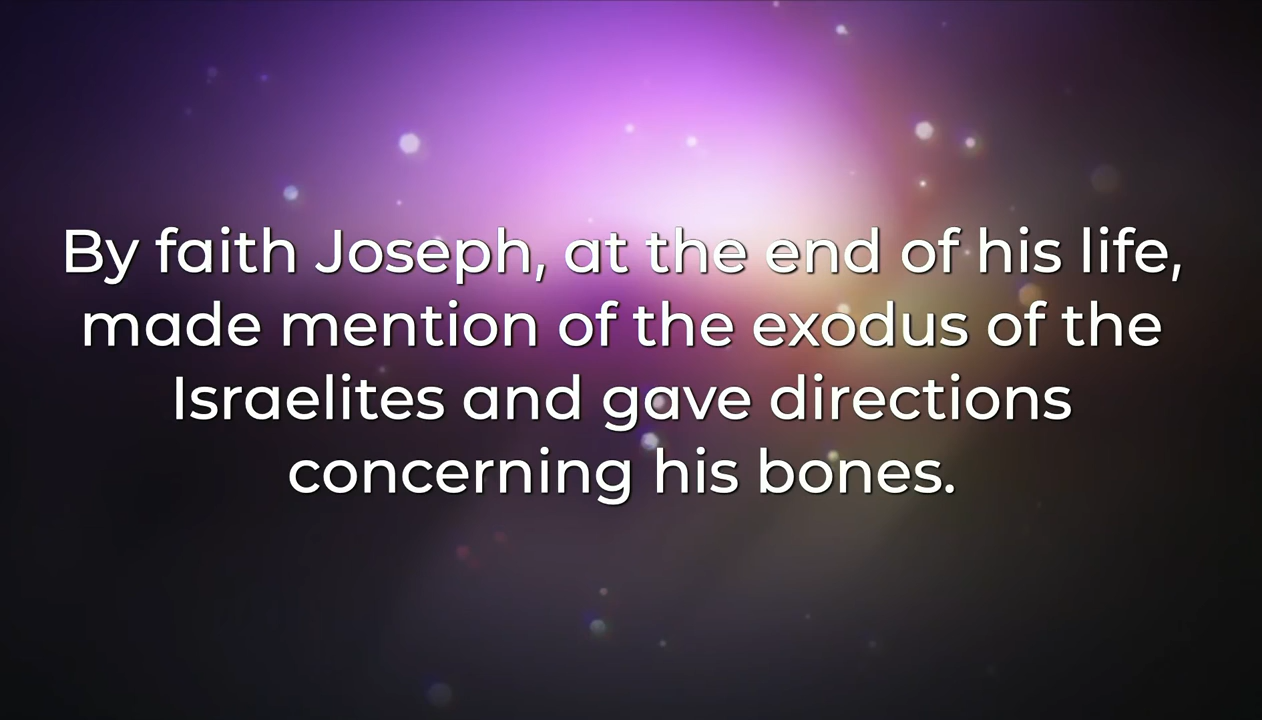 By faith Joseph, at the end of his life,
made mention of the exodus of the
Israelites and gave directions
concerning his bones.